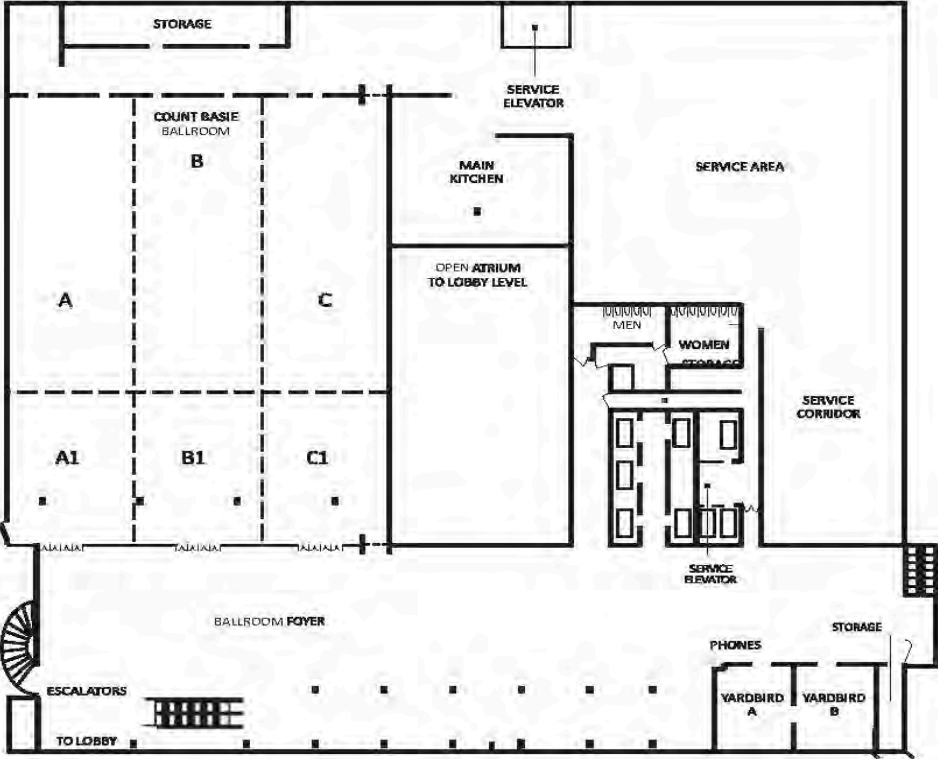 STORAGE
SERVICE
ELEVATOR
COUNT BASIE
BALLROOM
B
MAIN
KITCHEN
SERVICE AREA
OPEN ATRIUM
TO LOBBY LEVEL
A
C
MEN
WOMEN
STORAGE
SERVICE
CORRIDOR
A1
B1
C1
SERVICE
ELEVATOR
BALLROOM FOYER
STORAGE
PHONES
ESCALATORS
YARDBIRD
A
YARDBIRD
B
TO LOBBY